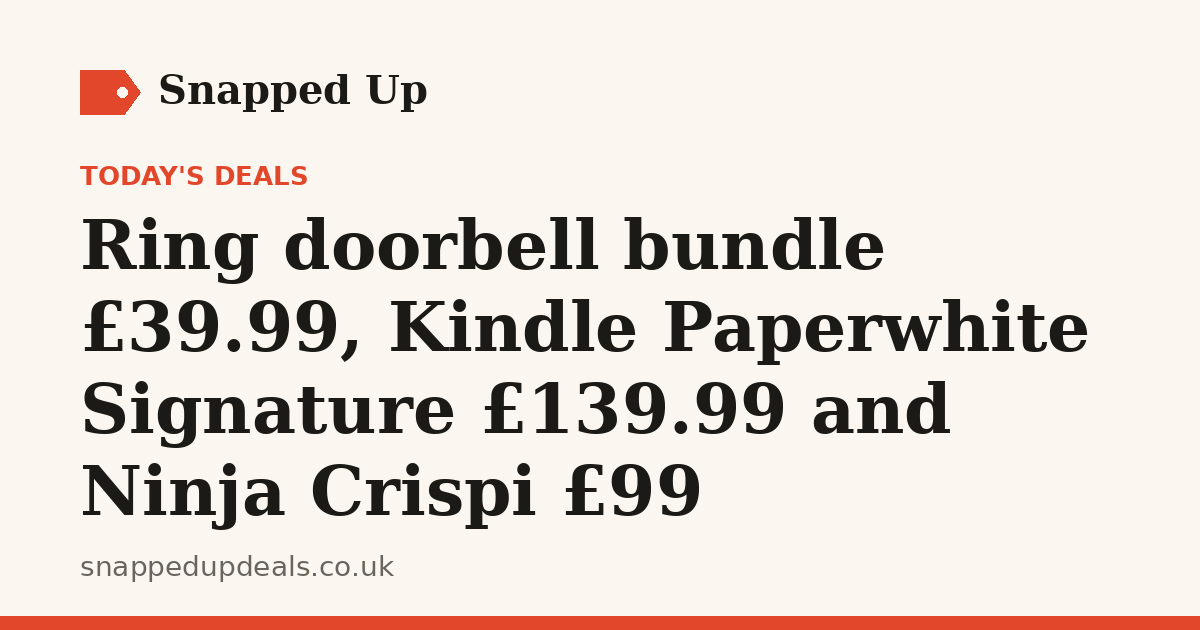 Snapped Up
TODAY'S DEALS
Ring doorbell bundle
£39.99, Kindle Paperwhite
Signature £139.99 and
Ninja Crispi £99
snappedupdeals.co.uk